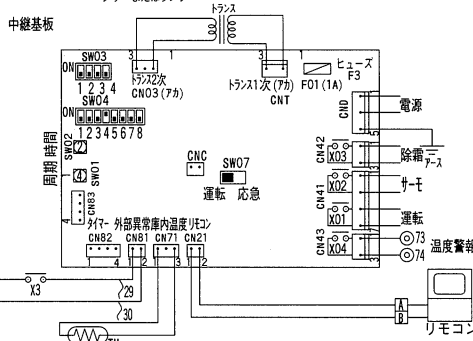 トランス
中継基板
3 1 3 1
ヒューズ
F3
SW03
ON
1 2 3 4
トランス2次
CN03 (アカ)
トランス1次 (アカ)
CNT
F01 (1A)
SW04
ON
1 2 3 4 5 6 7 8
CND
電源
5
アース
周期 時間
SW02
2
SW01
4
CNC
SW07
運転 応急
CN42
X03
除霜
3
CN41
X02
サーモ
X01
運転
7
CN43
X04
73
74
3
温度警報
CN83
1
4
タイマー 外部異常 庫内温度 リモコン
CN82 CN81 CN71 CN21
1 4 1 2 1 3 1 2
X3
29
30
A
B
リモコン